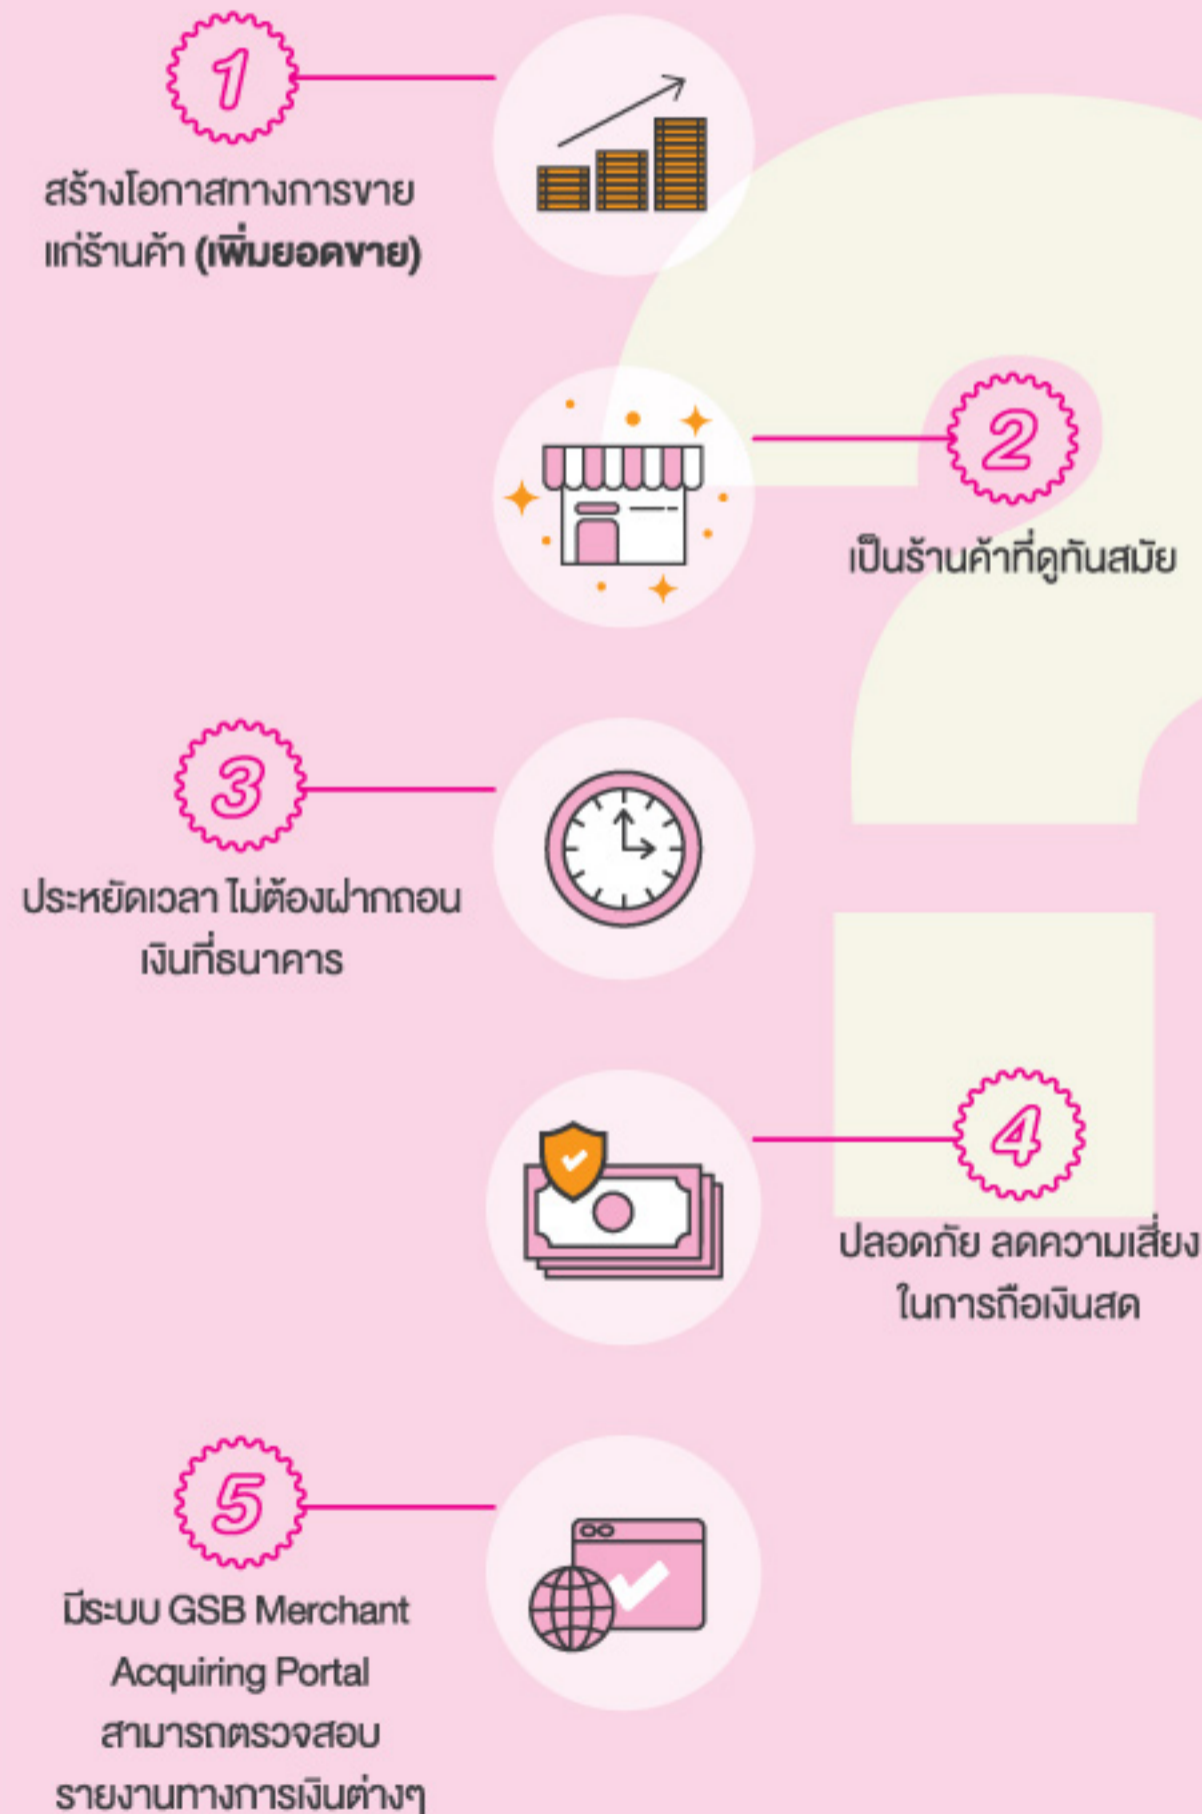 1
สร้างโอกาสทางการขาย
แก่ร้านค้า (เพิ่มยอดขาย)
2
เป็นร้านค้าที่ดูทันสมัย
3
ประหยัดเวลา ไม่ต้องฝากถอน
เงินที่ธนาคาร
4
ปลอดภัย ลดความเสี่ยง
ในการถือเงินสด
5
มีระบบ GSB Merchant
Acquiring Portal
สามารถตรวจสอบ
รายงานทางการเงินต่างๆ